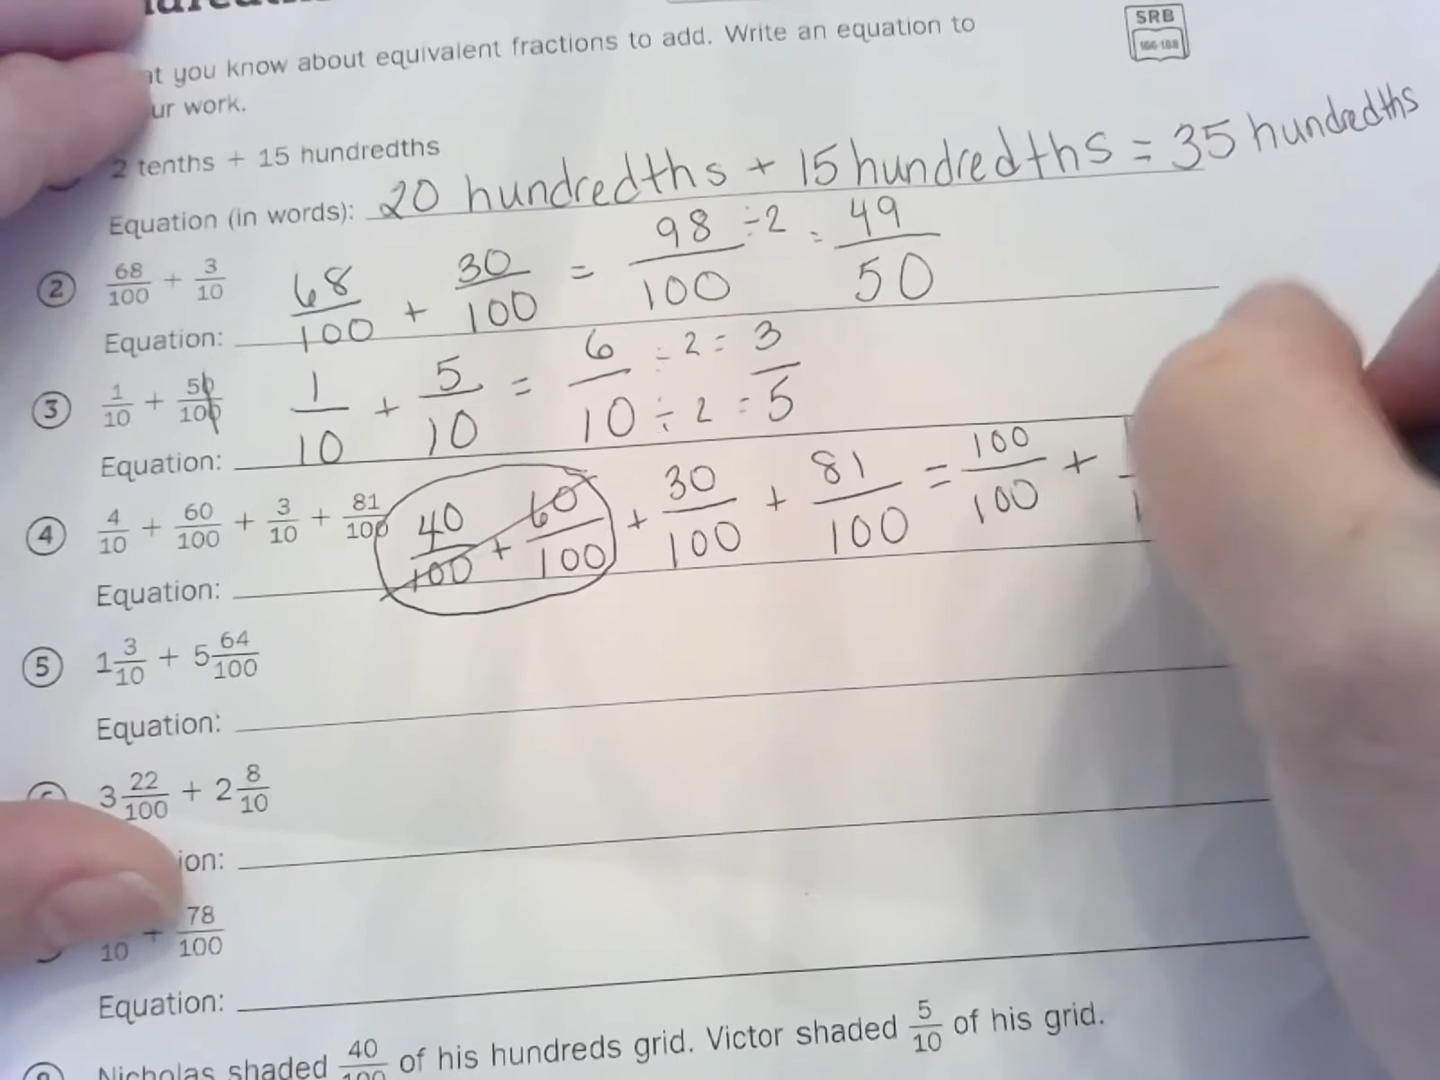 at you know about equivalent fractions to add. Write an equation to
ur work.
SRB
166-168
2 tenths + 15 hundredths
Equation (in words): 20 hundredths + 15 hundredths = 35 hundredths
2 68/100 + 3/10
Equation: 68/100 + 30/100 = 98/100 ÷2 = 49/50
3 1/10 + 50/100
Equation: 1/10 + 5/10 = 6/10 ÷ 2 = 3 ÷ 2 = 5
4 4/10 + 60/100 + 3/10 + 81/100
Equation: 40/100 + 60/100 + 30/100 + 81/100 = 100/100 +
5 1 3/10 + 5 64/100
Equation:
3 22/100 + 2 8/10
ion:
10 + 78/100
Equation:
Nicholas shaded 40/100 of his hundreds grid. Victor shaded 5/10 of his grid.